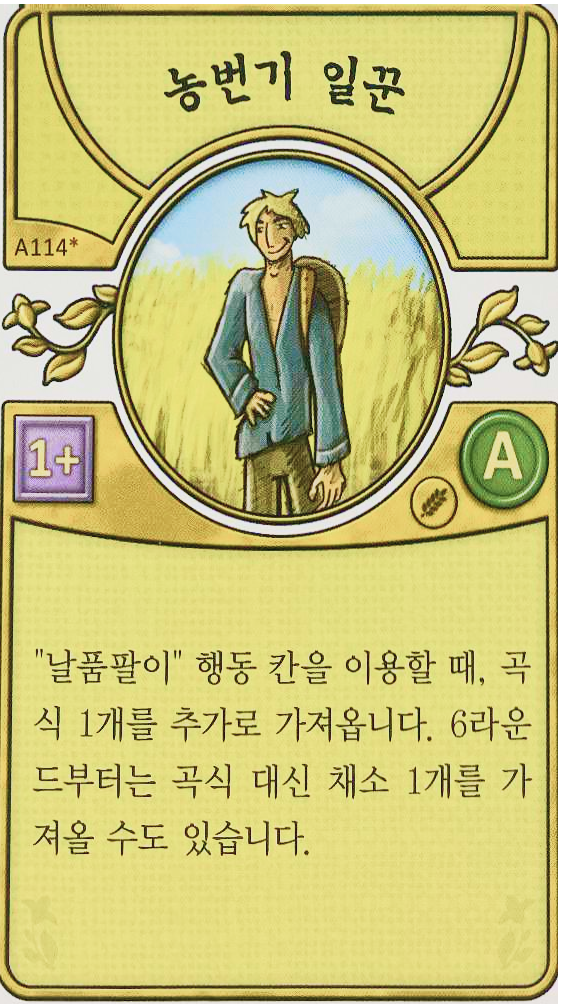 농번기 일꾼
A114*
1+
A
"날품팔이" 행동 칸을 이용할 때, 곡
식 1개를 추가로 가져옵니다. 6라운
드부터는 곡식 대신 채소 1개를 가
져올 수도 있습니다.